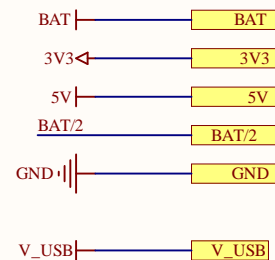 BAT BAT
3V3 3V3
5V 5V
BAT/2 BAT/2
GND GND
V_USB V_USB